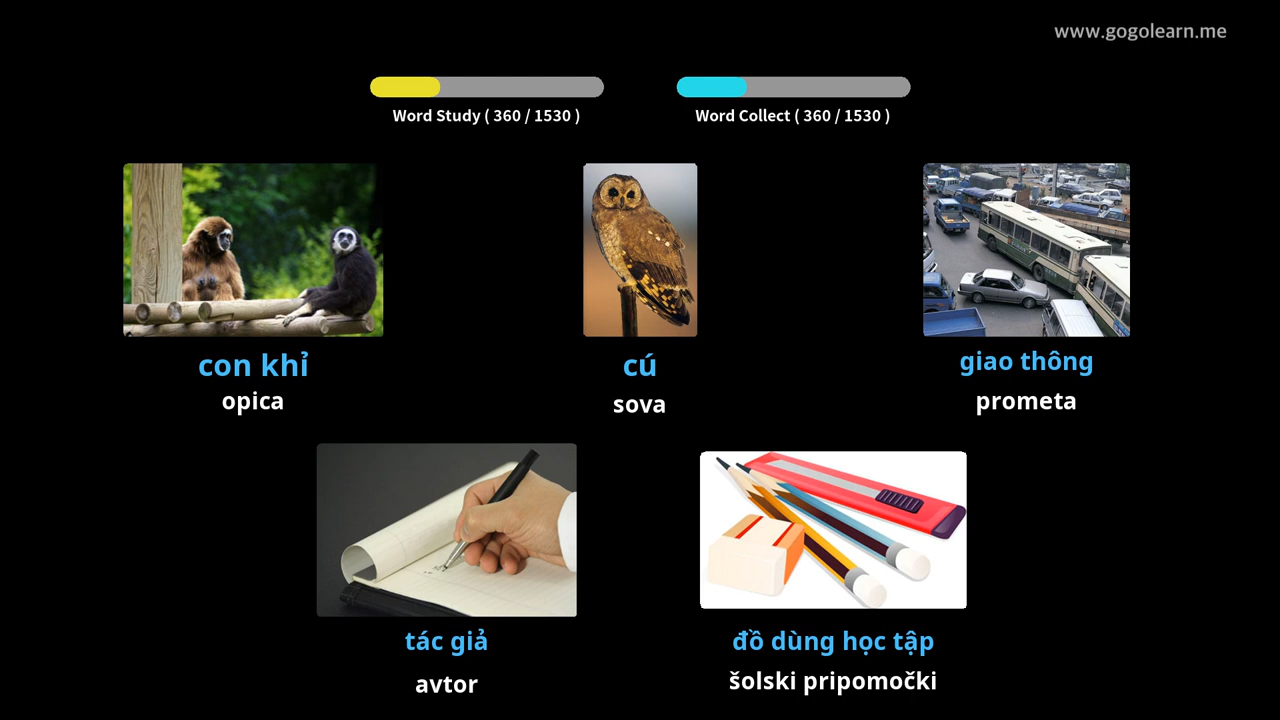 www.gogolearn.me
Word Study ( 360 / 1530 )
Word Collect ( 360 / 1530 )
con khỉ
opica
cú
sova
giao thông
prometa
tác giả
avtor
đồ dùng học tập
šolski pripomočki